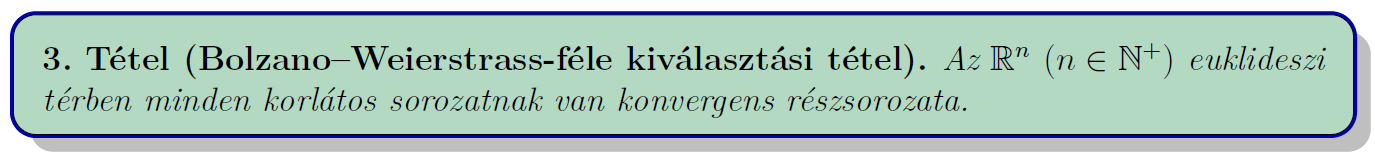 3. Tétel (Bolzano–Weierstrass-féle kiválasztási tétel). Az ℝⁿ (n ∈ ℕ⁺) euklideszi
térben minden korlátos sorozatnak van konvergens részsorozata.